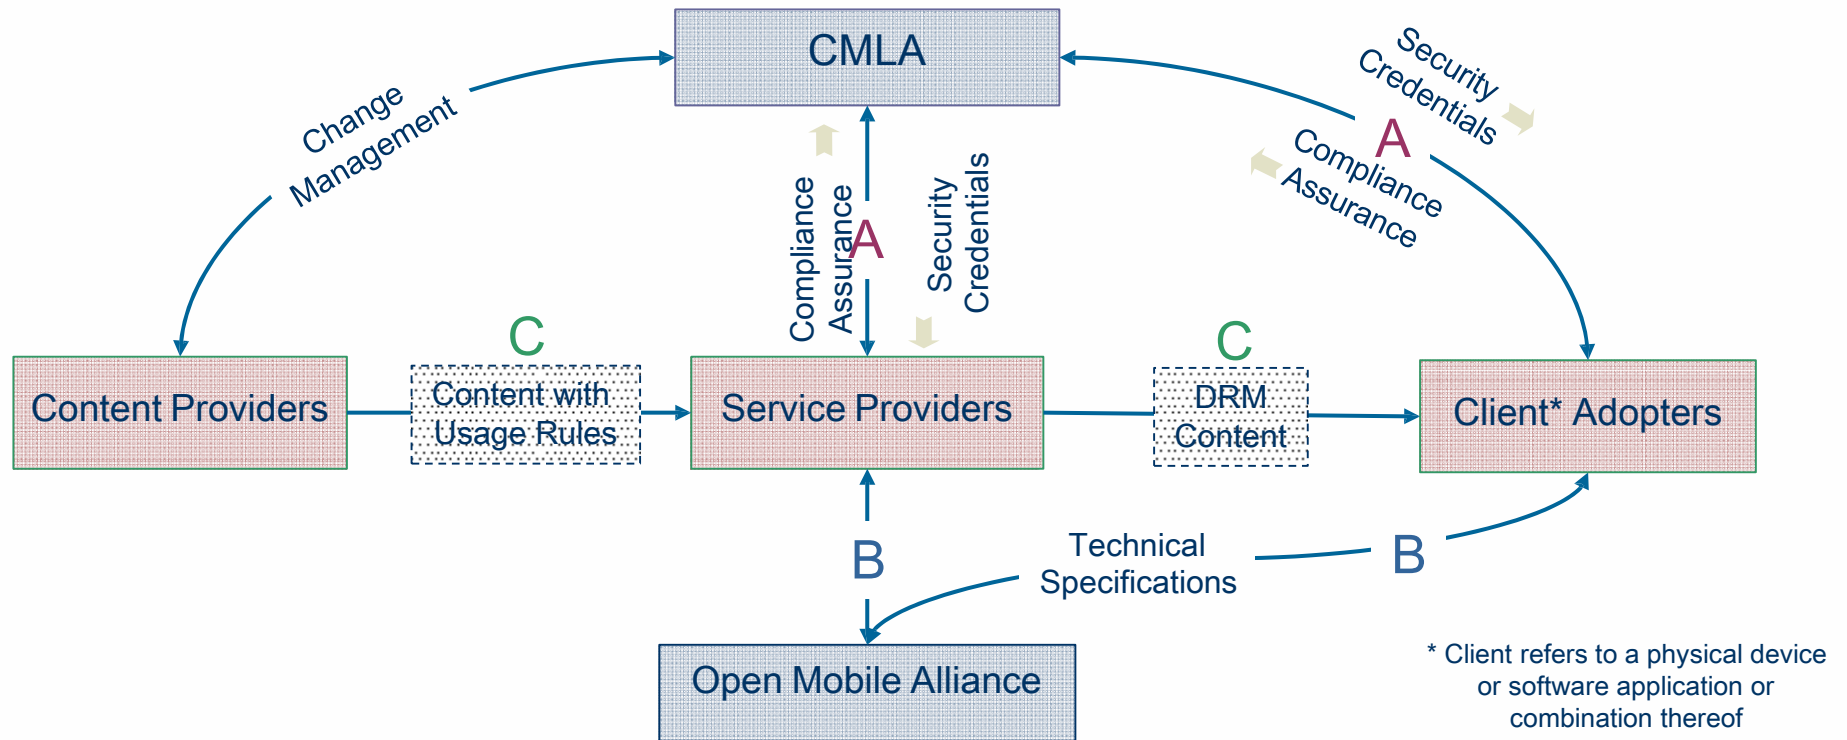 CMLA
Change
Management
Compliance
Assurance
A
Security
Credentials
Security
Credentials
A
Compliance
Assurance
Content Providers
C
Content with
Usage Rules
Service Providers
C
DRM
Content
Client* Adopters
B
Technical
Specifications
B
Open Mobile Alliance
* Client refers to a physical device
or software application or
combination thereof